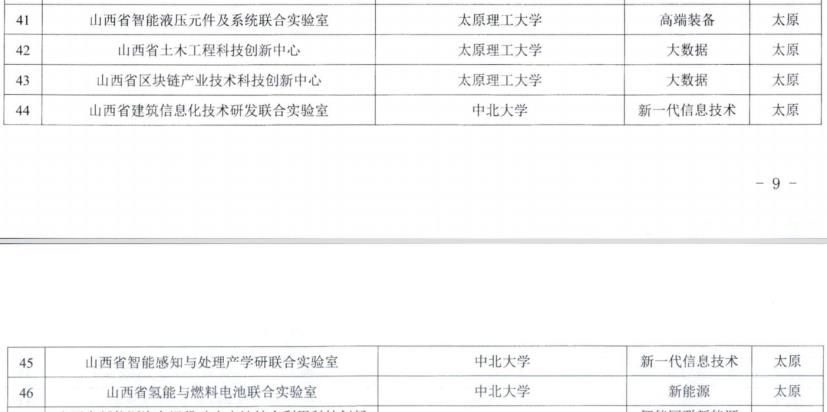 41 山西省智能液压元件及系统联合实验室 太原理工大学 高端装备 太原
42 山西省土木工程科技创新中心 太原理工大学 大数据 太原
43 山西省区块链产业技术科技创新中心 太原理工大学 大数据 太原
44 山西省建筑信息化技术研发联合实验室 中北大学 新一代信息技术 太原
- 9 -
45 山西省智能感知与处理产学研联合实验室 中北大学 新一代信息技术 太原
46 山西省氢能与燃料电池联合实验室 中北大学 新能源 太原